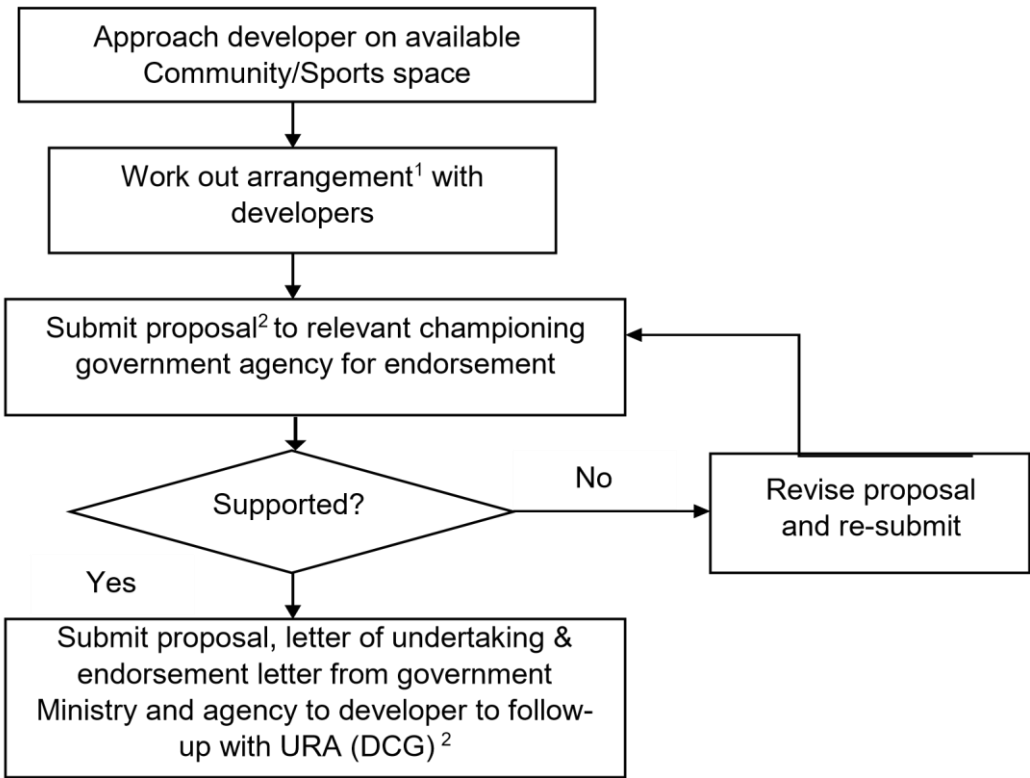 Approach developer on available
Community/Sports space
Work out arrangement¹ with
developers
Submit proposal² to relevant championing
government agency for endorsement
Supported?
No
Revise proposal
and re-submit
Yes
Submit proposal, letter of undertaking &
endorsement letter from government
Ministry and agency to developer to follow-
up with URA (DCG) ²